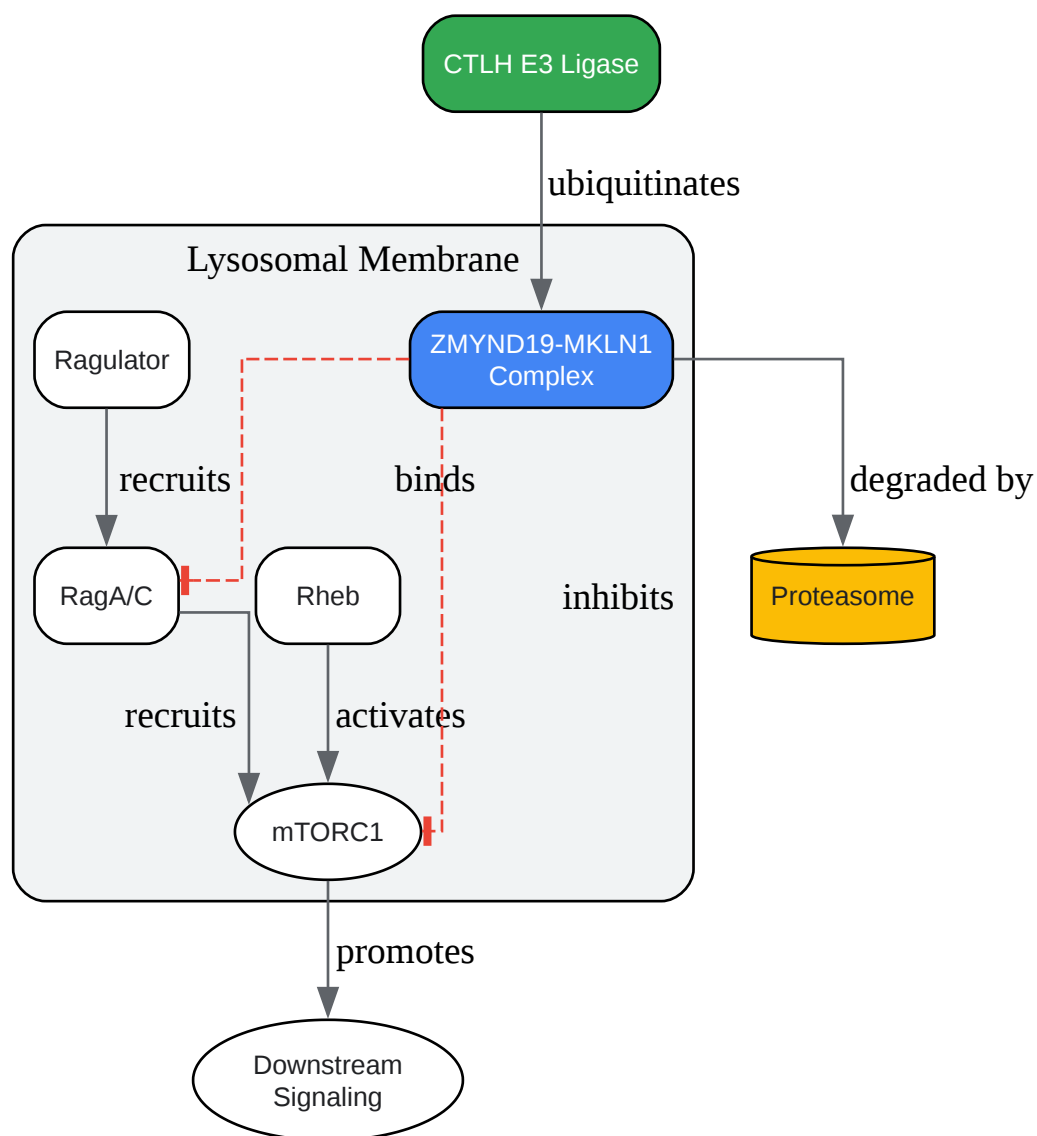 CTLH E3 Ligase
ubiquitinates
Lysosomal Membrane
Ragulator
ZMYND19-MKLN1
Complex
recruits
binds
degraded by
RagA/C
Rheb
inhibits
Proteasome
recruits
activates
mTORC1
promotes
Downstream
Signaling